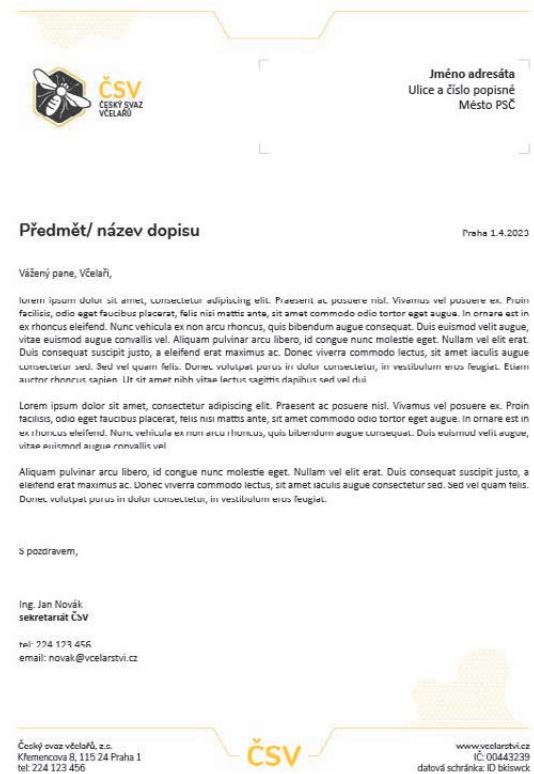 ČSV
ČESKÝ SVAZ
VČELAŘŮ
Jméno adresáta
Ulice a číslo popisné
Město PSČ
Předmět/ název dopisu
Praha 1.4.2023
Vážený pane, Včelaři,
lorem ipsum dolor sit amet, consectetur adipiscing elit. Praesent ac posuere nisl. Vivamus vel posuere ex. Proin
facilisis, odio eget faucibus placerat, felis nisi mattis ante, sit amet commodo odio tortor eget augue. In ornare est in
ex rhoncus eleifend. Nunc vehicula ex non arcu rhoncus, quis bibendum augue consequat. Duis euismod velit augue,
vitae euismod augue convallis vel. Aliquam pulvinar arcu libero, id congue nunc molestie eget. Nullam vel elit erat.
Duis consequat suscipit justo, a eleifend erat maximus ac. Donec viverra commodo lectus, sit amet iaculis augue
consectetur sed. Sed vel quam felis. Donec volutpat purus in dolor consectetur, in vestibulum eros feugiat. Etiam
auctor rhoncus sapien. Ut sit amet nibh vitae lectus sagittis dapibus sed vel dui
Lorem ipsum dolor sit amet, consectetur adipiscing elit. Praesent ac posuere nisl. Vivamus vel posuere ex. Proin
facilisis, odio eget faucibus placerat, felis nisi mattis ante, sit amet commodo odio tortor eget augue. In ornare est in
ex rhoncus eleifend. Nunc vehicula ex non arcu rhoncus, quis bibendum augue consequat. Duis euismod velit augue,
vitae euismod augue convallis vel
Aliquam pulvinar arcu libero, id congue nunc molestie eget. Nullam vel elit erat. Duis consequat suscipit justo, a
eleifend erat maximus ac. Donec viverra commodo lectus, sit amet iaculis augue consectetur sed. Sed vel quam felis.
Donec volutpat purus in dolor consectetur, in vestibulum eros feugiat.
S pozdravem,
Ing. Jan Novák
sekretariát ČSV
tel: 224 123 456
email: novak@vcelarstvi.cz
Český svaz včelařů, z.s.
Křemencova 8, 115 24 Praha 1
tel: 224 123 456
ČSV
www.vcelarstvi.cz
IČ: 00443239
datová schránka: ID bkiswck